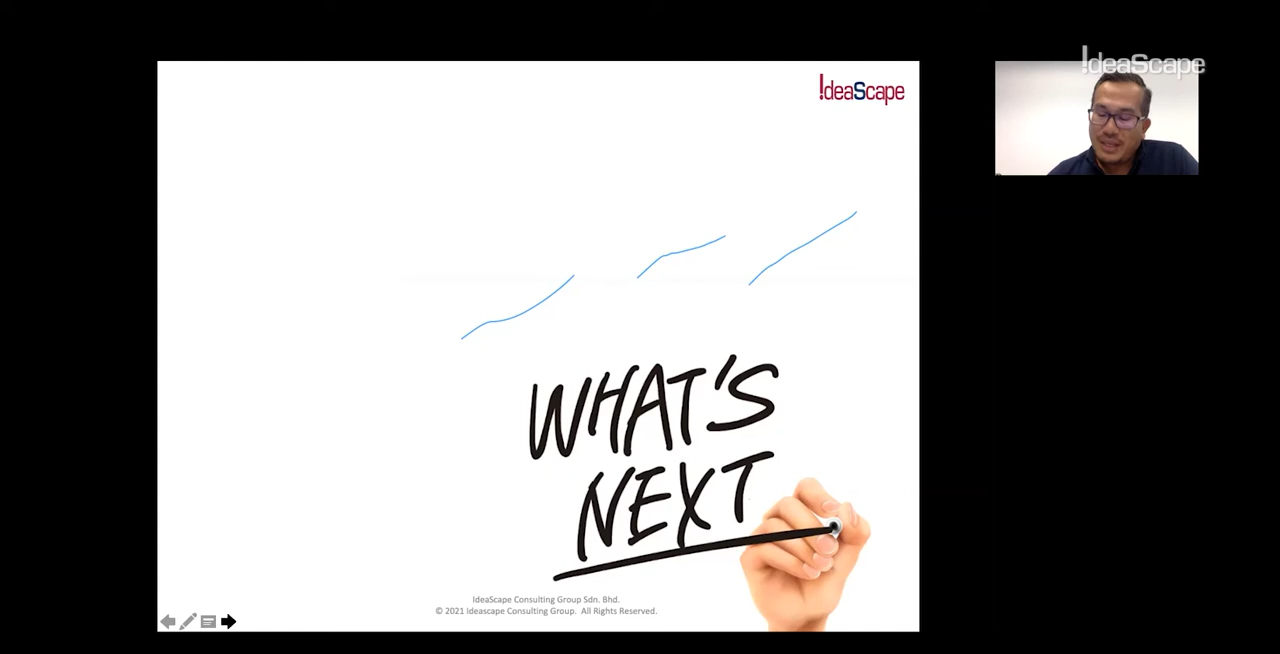 !deaScape
!deaScape
WHAT'S
NEXT
IdeaScape Consulting Group Sdn. Bhd.
© 2021 Ideascape Consulting Group. All Rights Reserved.